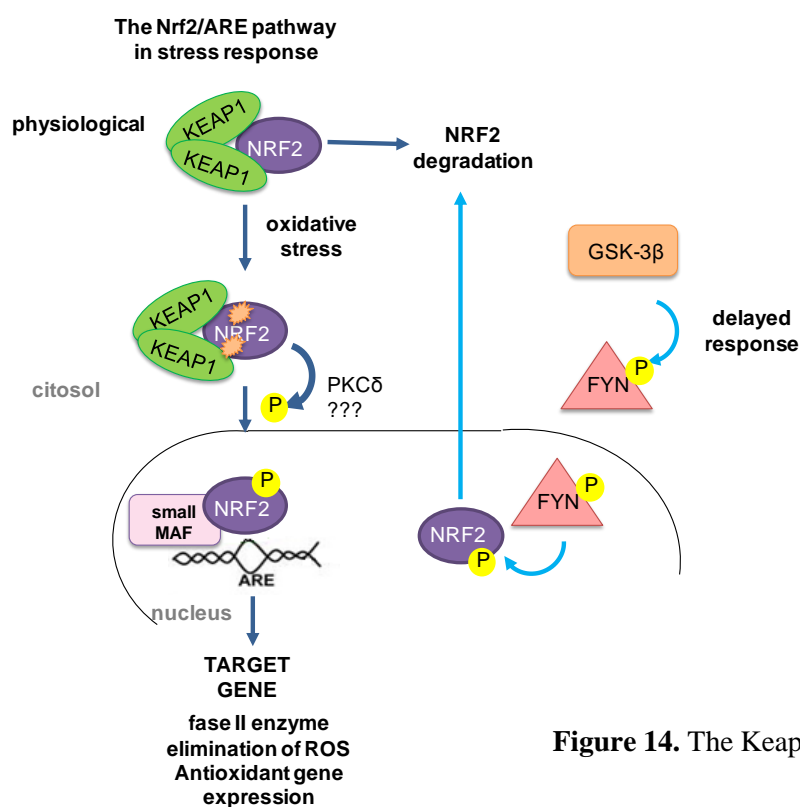 The Nrf2/ARE pathway
in stress response
physiological
KEAP1
KEAP1
NRF2
NRF2
degradation
oxidative
stress
GSK-3β
delayed
response
P
FYN
KEAP1
KEAP1
NRF2
citosol
P
PKCδ
???
P
NRF2
small
MAF
ARE
nucleus
P
FYN
NRF2
P
TARGET
GENE
fase II enzyme
elimination of ROS
Antioxidant gene
expression
Figure 14. The Keap